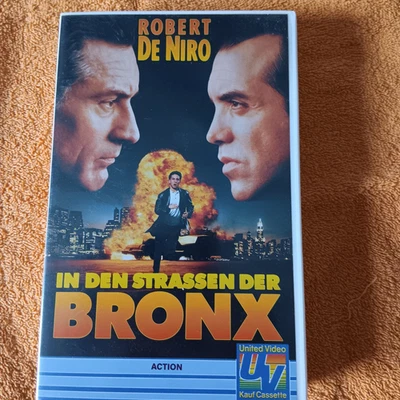 ROBERT
DE NIRO
IN DEN STRASSEN DER
BRONX
ACTION
United Video
UV
Kauf Cassette